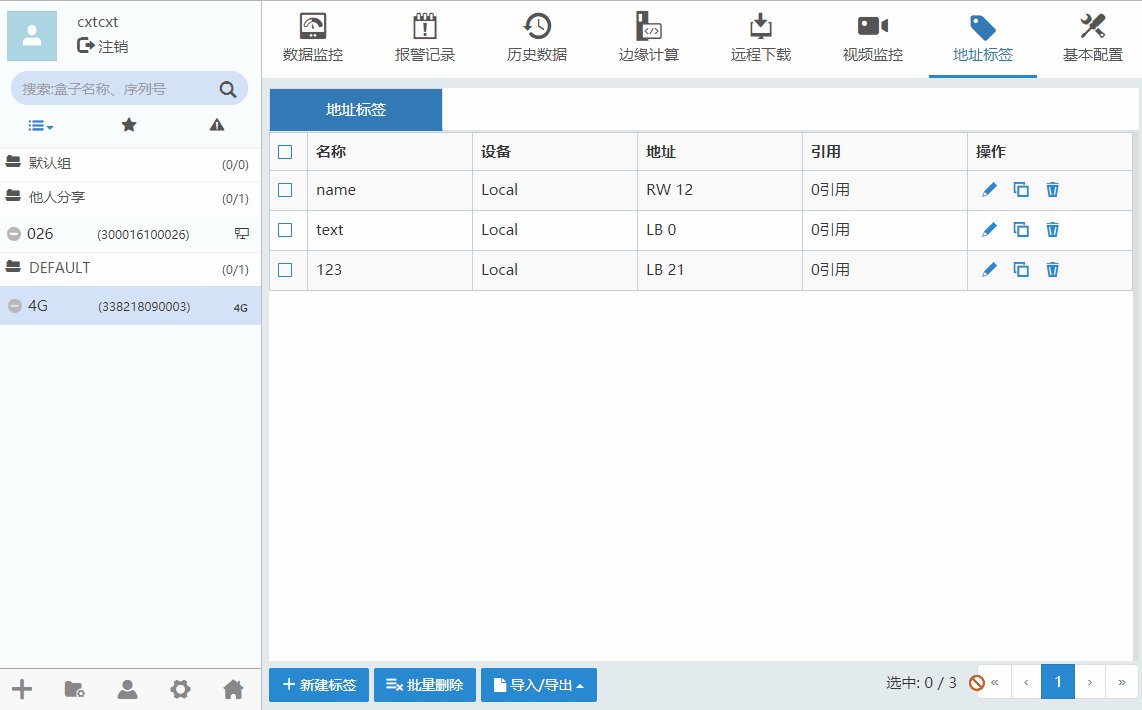 cxtcxt
注销
搜索:盒子名称、序列号
默认组 (0/0)
他人分享 (0/1)
026 (300016100026)
DEFAULT (0/1)
4G (338218090003) 4G
数据监控 报警记录 历史数据 边缘计算 远程下载 视频监控 地址标签 基本配置
地址标签
名称 设备 地址 引用 操作
name Local RW 12 0引用
text Local LB 0 0引用
123 Local LB 21 0引用
新建标签 批量删除 导入/导出 选中: 0 / 3 « ‹ 1 › »